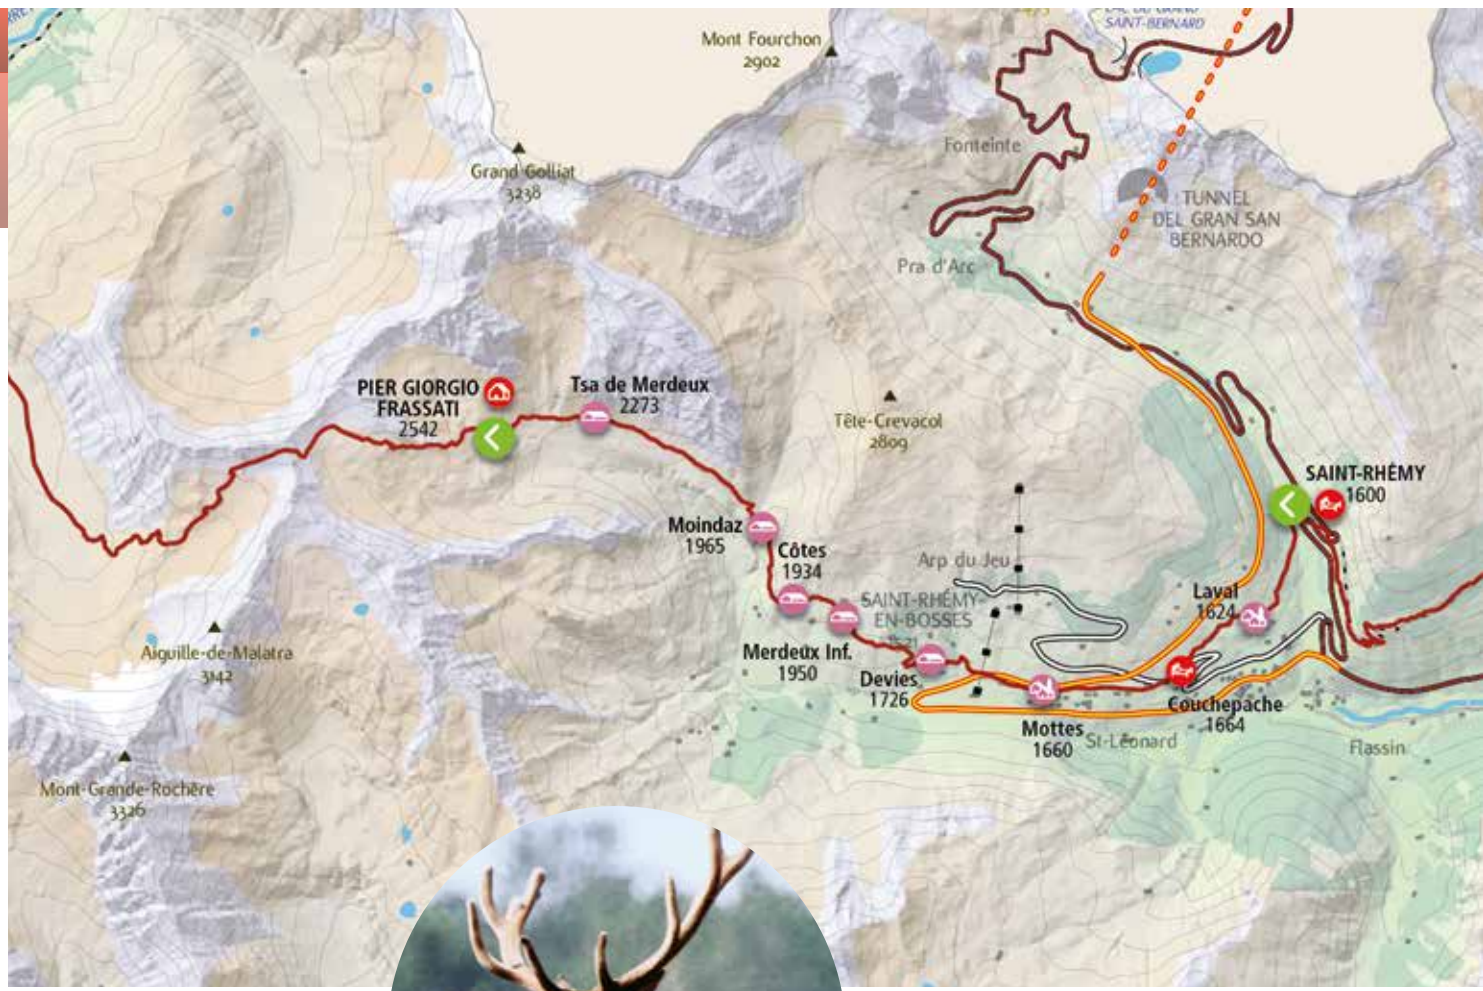 SAINT-BERNARD
Mont Fourchon
2902
Fonteinte
Grand Golliat
3238
TUNNEL
DEL GRAN SAN
BERNARDO
Pra d'Arc
PIER GIORGIO
FRASSATI
2542
Tsa de Merdeux
2273
Tête-Crevacol
2809
SAINT-RHÉMY
1600
Moindaz
1965
Côtes
1934
Arp du Jeu
SAINT-RHÉMY-
EN-BOSSES
Laval
1624
Merdeux Inf.
1950
Devies
1726
Aiguille-de-Malatra
3142
Couchepache
1664
Mottes
1660
St-Léonard
Flassin
Mont-Grande-Rochère
3326